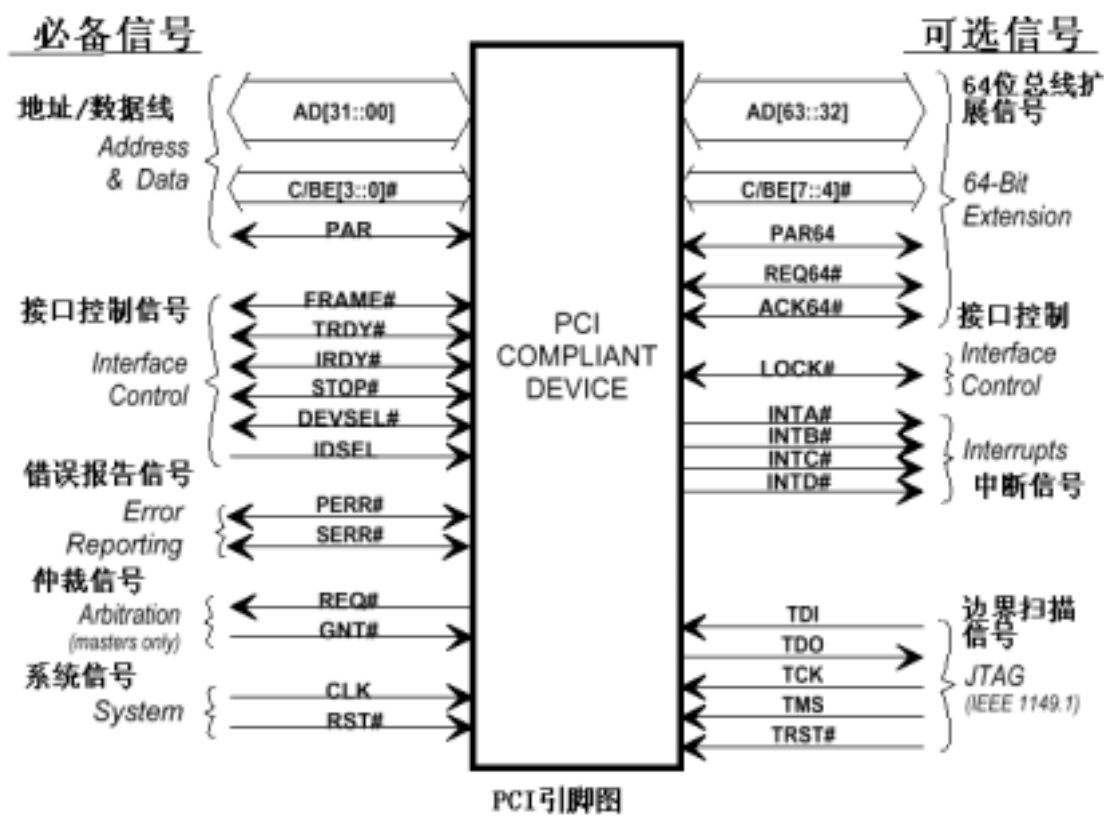 必备信号
地址/数据线
Address
& Data
AD[31::00]
C/BE[3::0]#
PAR
接口控制信号
Interface
Control
FRAME#
TRDY#
IRDY#
STOP#
DEVSEL#
IDSEL
错误报告信号
Error
Reporting
PERR#
SERR#
仲裁信号
Arbitration
(masters only)
REQ#
GNT#
系统信号
System
CLK
RST#
PCI
COMPLIANT
DEVICE
可选信号
64位总线扩
展信号
64-Bit
Extension
AD[63::32]
C/BE[7::4]#
PAR64
REQ64#
ACK64#
接口控制
Interface
Control
LOCK#
INTA#
INTB#
INTC#
INTD#
Interrupts
中断信号
TDI
TDO
TCK
TMS
TRST#
边界扫描
信号
JTAG
(IEEE 1149.1)
PCI引脚图